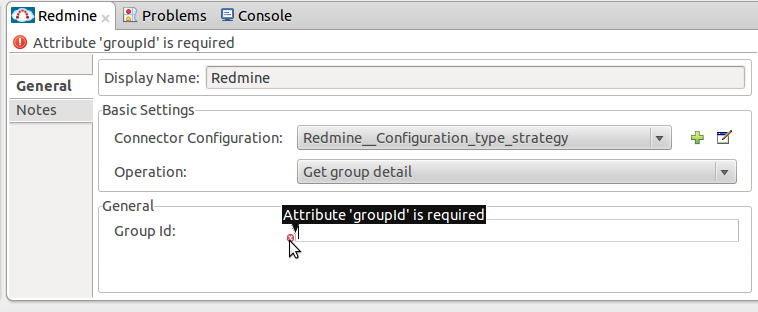 Redmine Problems Console
Attribute 'groupId' is required
General
Notes
Display Name: Redmine
Basic Settings
Connector Configuration: Redmine__Configuration_type_strategy
Operation: Get group detail
General
Attribute 'groupId' is required
Group Id: